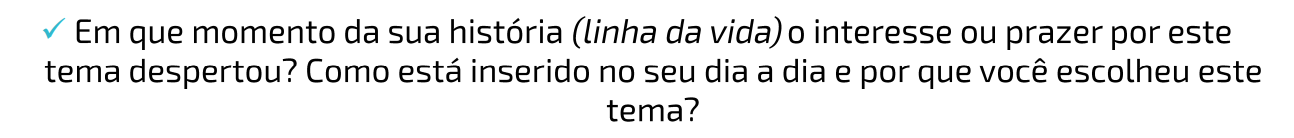 ✓ Em que momento da sua história (linha da vida) o interesse ou prazer por este
tema despertou? Como está inserido no seu dia a dia e por que você escolheu este
tema?